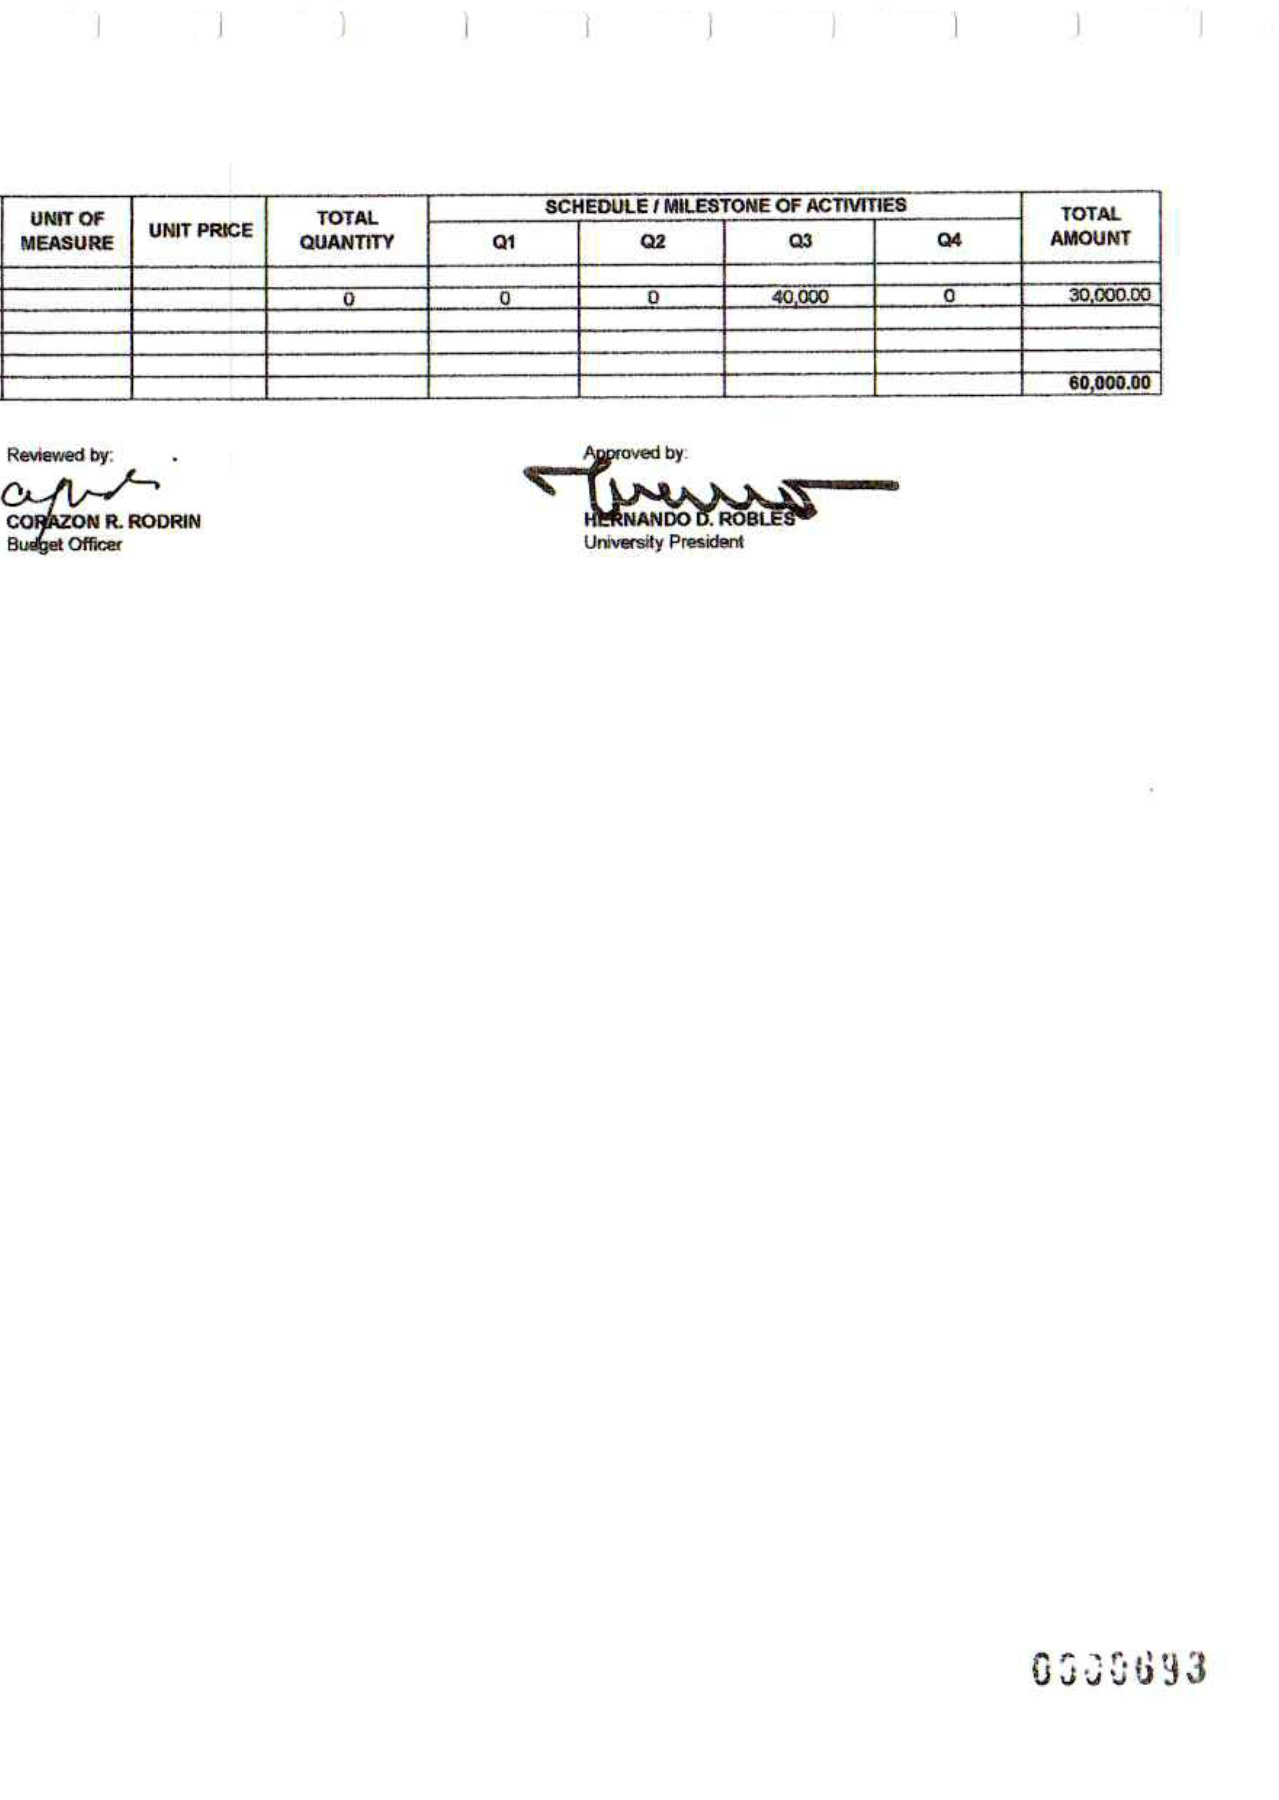 UNIT OF MEASURE UNIT PRICE TOTAL QUANTITY SCHEDULE / MILESTONE OF ACTIVITIES TOTAL AMOUNT
Q1 Q2 Q3 Q4
0 0 0 40,000 0 30,000.00
60,000.00
Reviewed by: Approved by:
CORAZON R. RODRIN HERNANDO D. ROBLES
Budget Officer University President